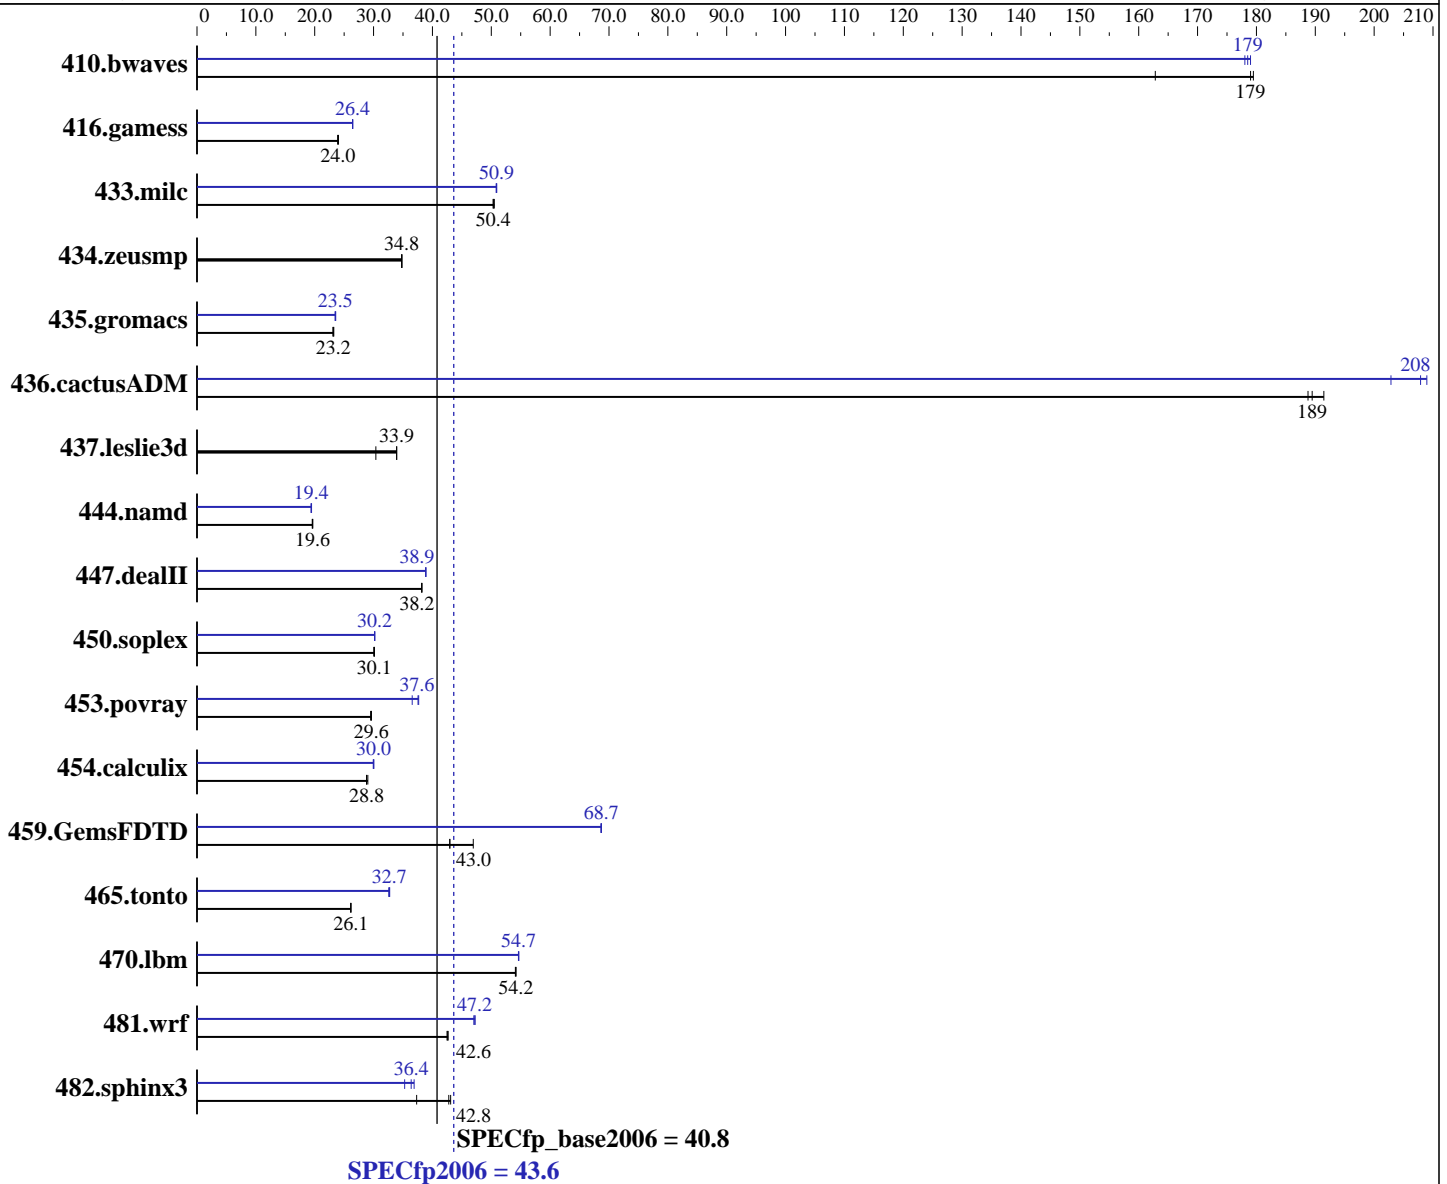 0 10.0 20.0 30.0 40.0 50.0 60.0 70.0 80.0 90.0 100 110 120 130 140 150 160 170 180 190 200 210
179
410.bwaves
179
26.4
416.gamess
24.0
50.9
433.milc
50.4
34.8
434.zeusmp
23.5
435.gromacs
23.2
208
436.cactusADM
189
33.9
437.leslie3d
19.4
444.namd
19.6
38.9
447.dealII
38.2
30.2
450.soplex
30.1
37.6
453.povray
29.6
30.0
454.calculix
28.8
68.7
459.GemsFDTD
43.0
32.7
465.tonto
26.1
54.7
470.lbm
54.2
47.2
481.wrf
42.6
36.4
482.sphinx3
42.8
SPECfp_base2006 = 40.8
SPECfp2006 = 43.6